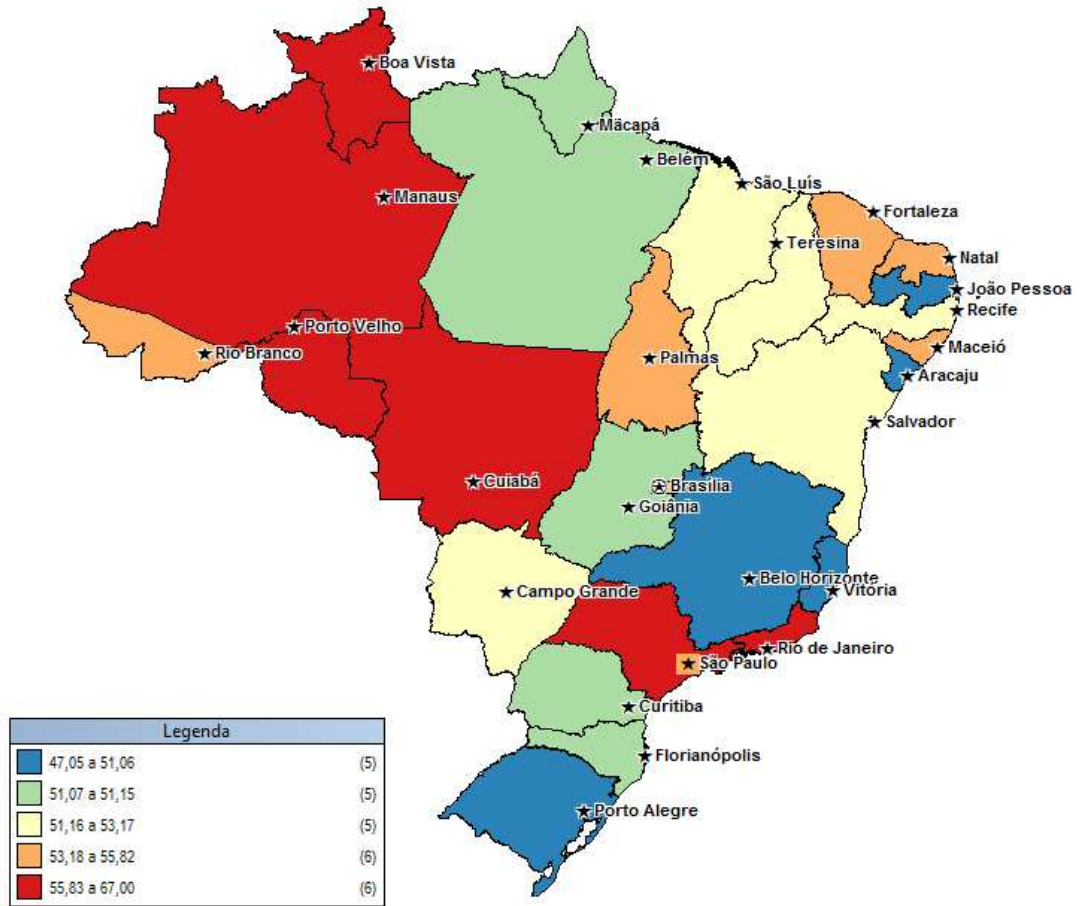 Boa Vista
Mãcapá
Belém
São Luís
Manaus
Fortaleza
Teresina
Natal
João Pessoa
Recife
Porto Velho
Rio Branco
Maceió
Palmas
Aracaju
Salvador
Cuiabá
Brasília
Goiânia
Belo Horizonte
Campo Grande
Vitória
Rio de Janeiro
São Paulo
Curitiba
Florianópolis
Porto Alegre
Legenda
47,05 a 51,06 (5)
51,07 a 51,15 (5)
51,16 a 53,17 (5)
53,18 a 55,82 (6)
55,83 a 67,00 (6)